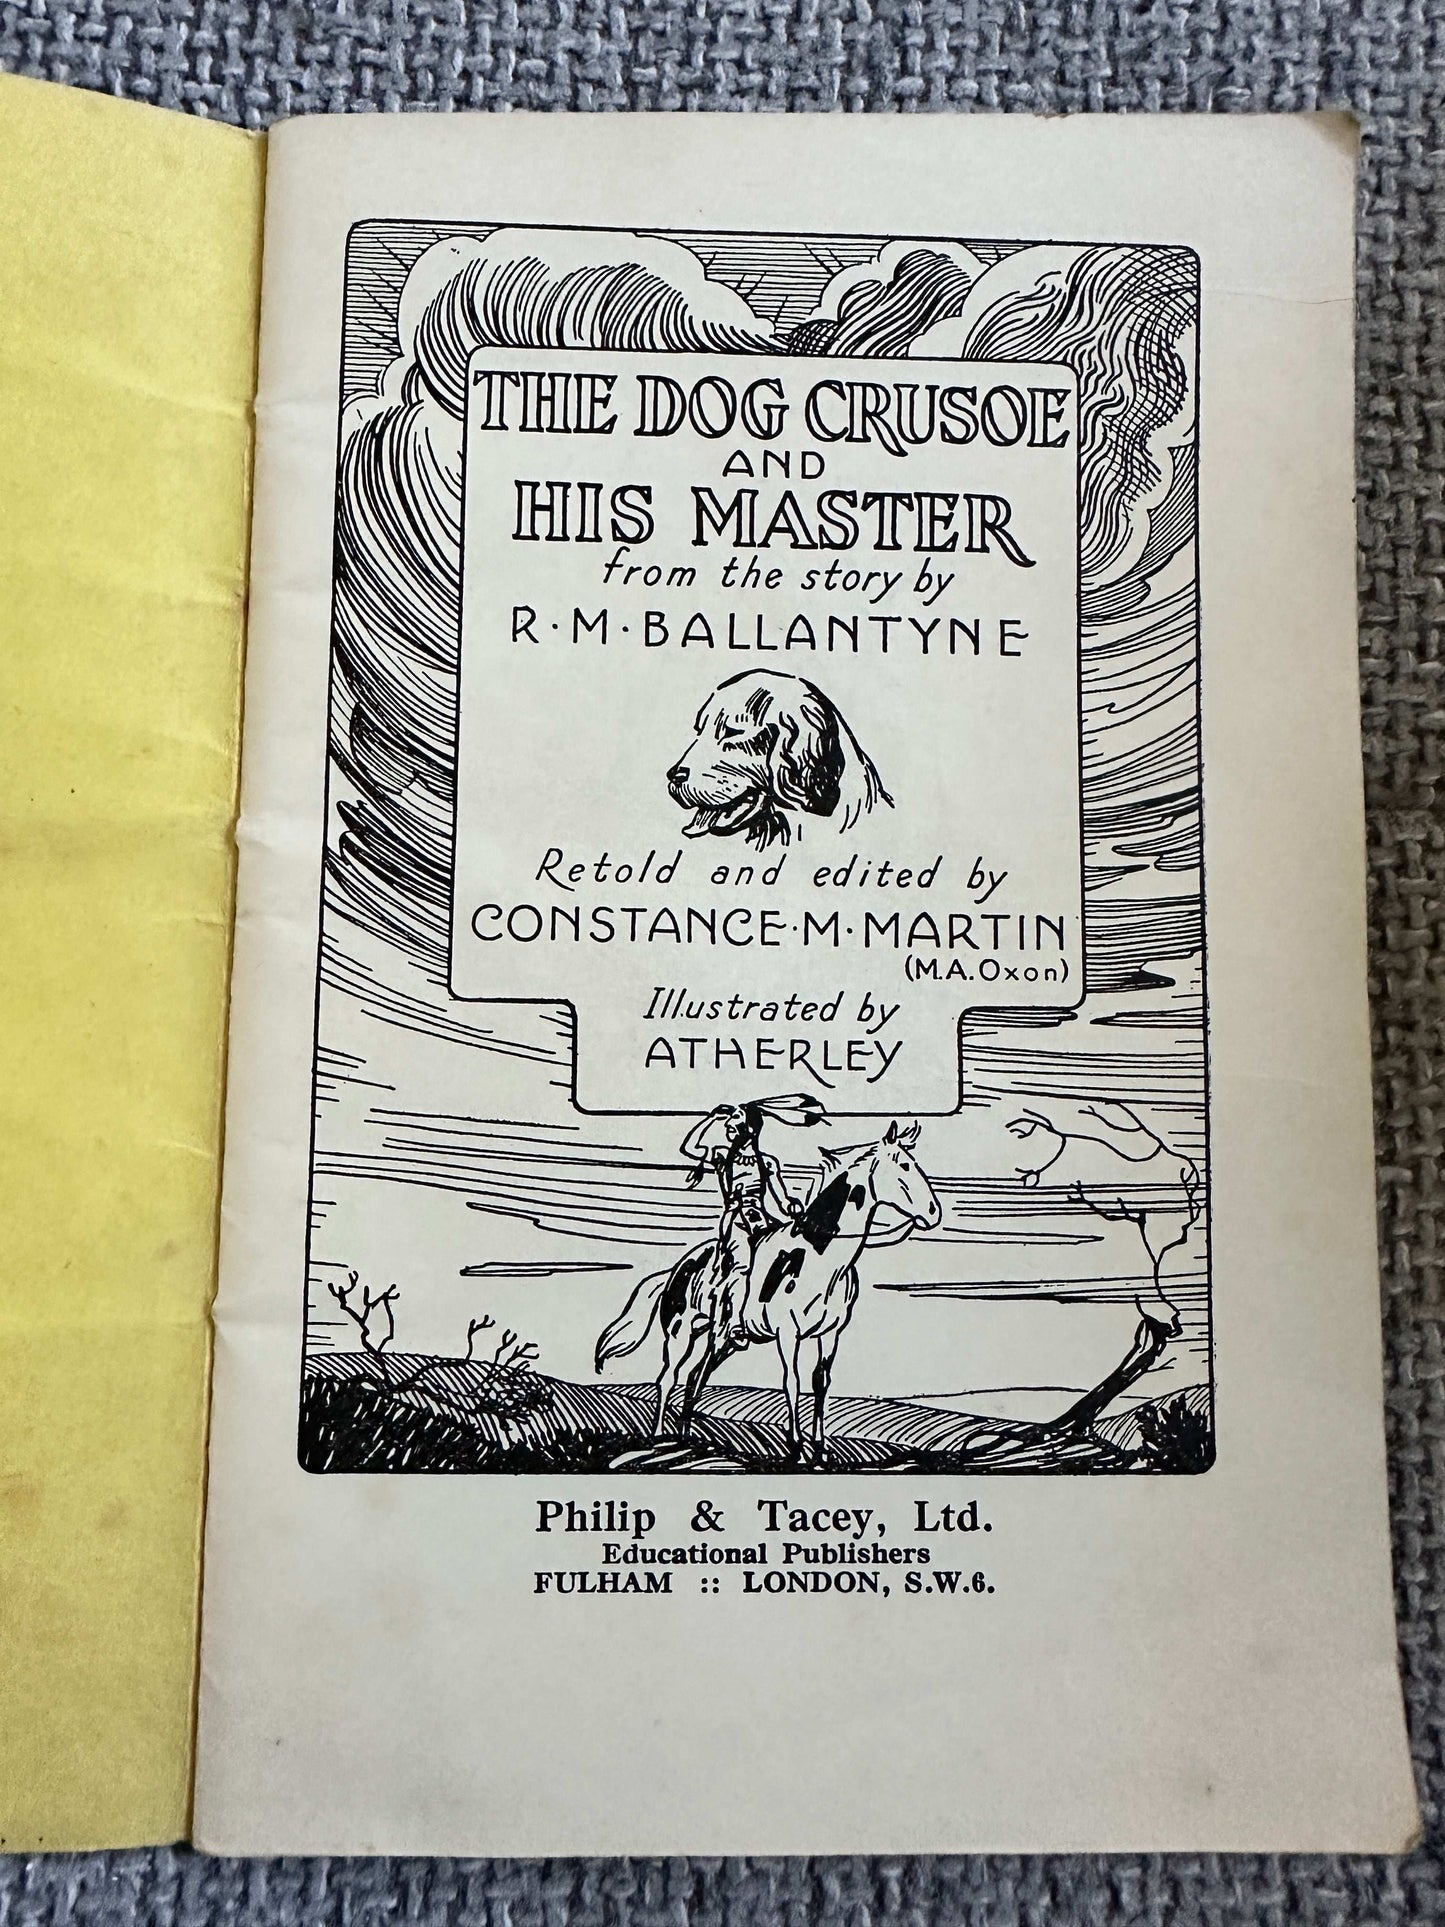 THE DOG CRUSOE
AND
HIS MASTER
from the story by
R·M·BALLANTYNE
Retold and edited by
CONSTANCE·M·MARTIN
(M.A.Oxon)
Illustrated by
ATHERLEY
Philip & Tacey, Ltd.
Educational Publishers
FULHAM :: LONDON, S.W.6.